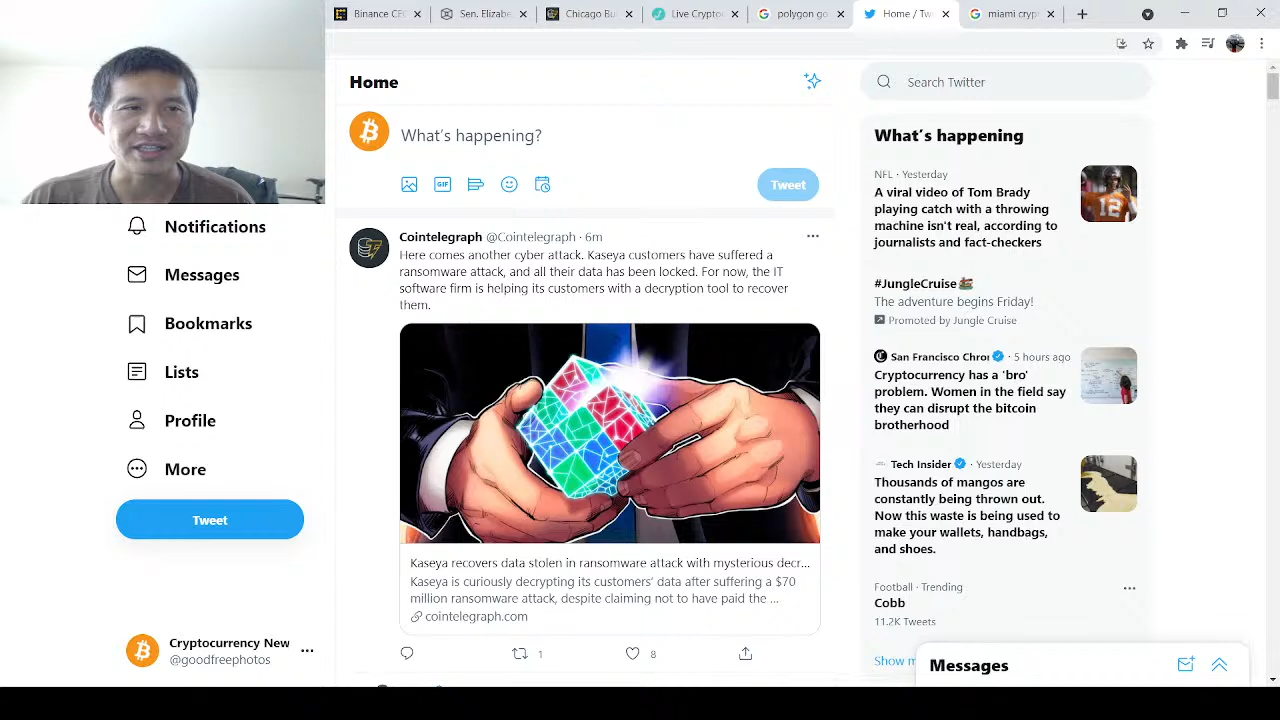 Binance CE
Sen. Elizab
Chicago Bu
Live Crypto
polygon go
Home / Tw
miami cryp
Home
Search Twitter
What's happening?
GIF
Tweet
Notifications
Messages
Bookmarks
Lists
Profile
More
Tweet
Cryptocurrency New
@goodfreephotos
Cointelegraph @Cointelegraph · 6m
Here comes another cyber attack. Kaseya customers have suffered a
ransomware attack, and all their data has been locked. For now, the IT
software firm is helping its customers with a decryption tool to recover
them.
Kaseya recovers data stolen in ransomware attack with mysterious decr...
Kaseya is curiously decrypting its customers' data after suffering a $70
million ransomware attack, despite claiming not to have paid the ...
cointelegraph.com
1
8
What's happening
NFL · Yesterday
A viral video of Tom Brady
playing catch with a throwing
machine isn't real, according to
journalists and fact-checkers
12
#JungleCruise
The adventure begins Friday!
Promoted by Jungle Cruise
San Francisco Chror · 5 hours ago
Cryptocurrency has a 'bro'
problem. Women in the field say
they can disrupt the bitcoin
brotherhood
Tech Insider · Yesterday
Thousands of mangos are
constantly being thrown out.
Now this waste is being used to
make your wallets, handbags,
and shoes.
Football · Trending
Cobb
11.2K Tweets
Show m
Messages